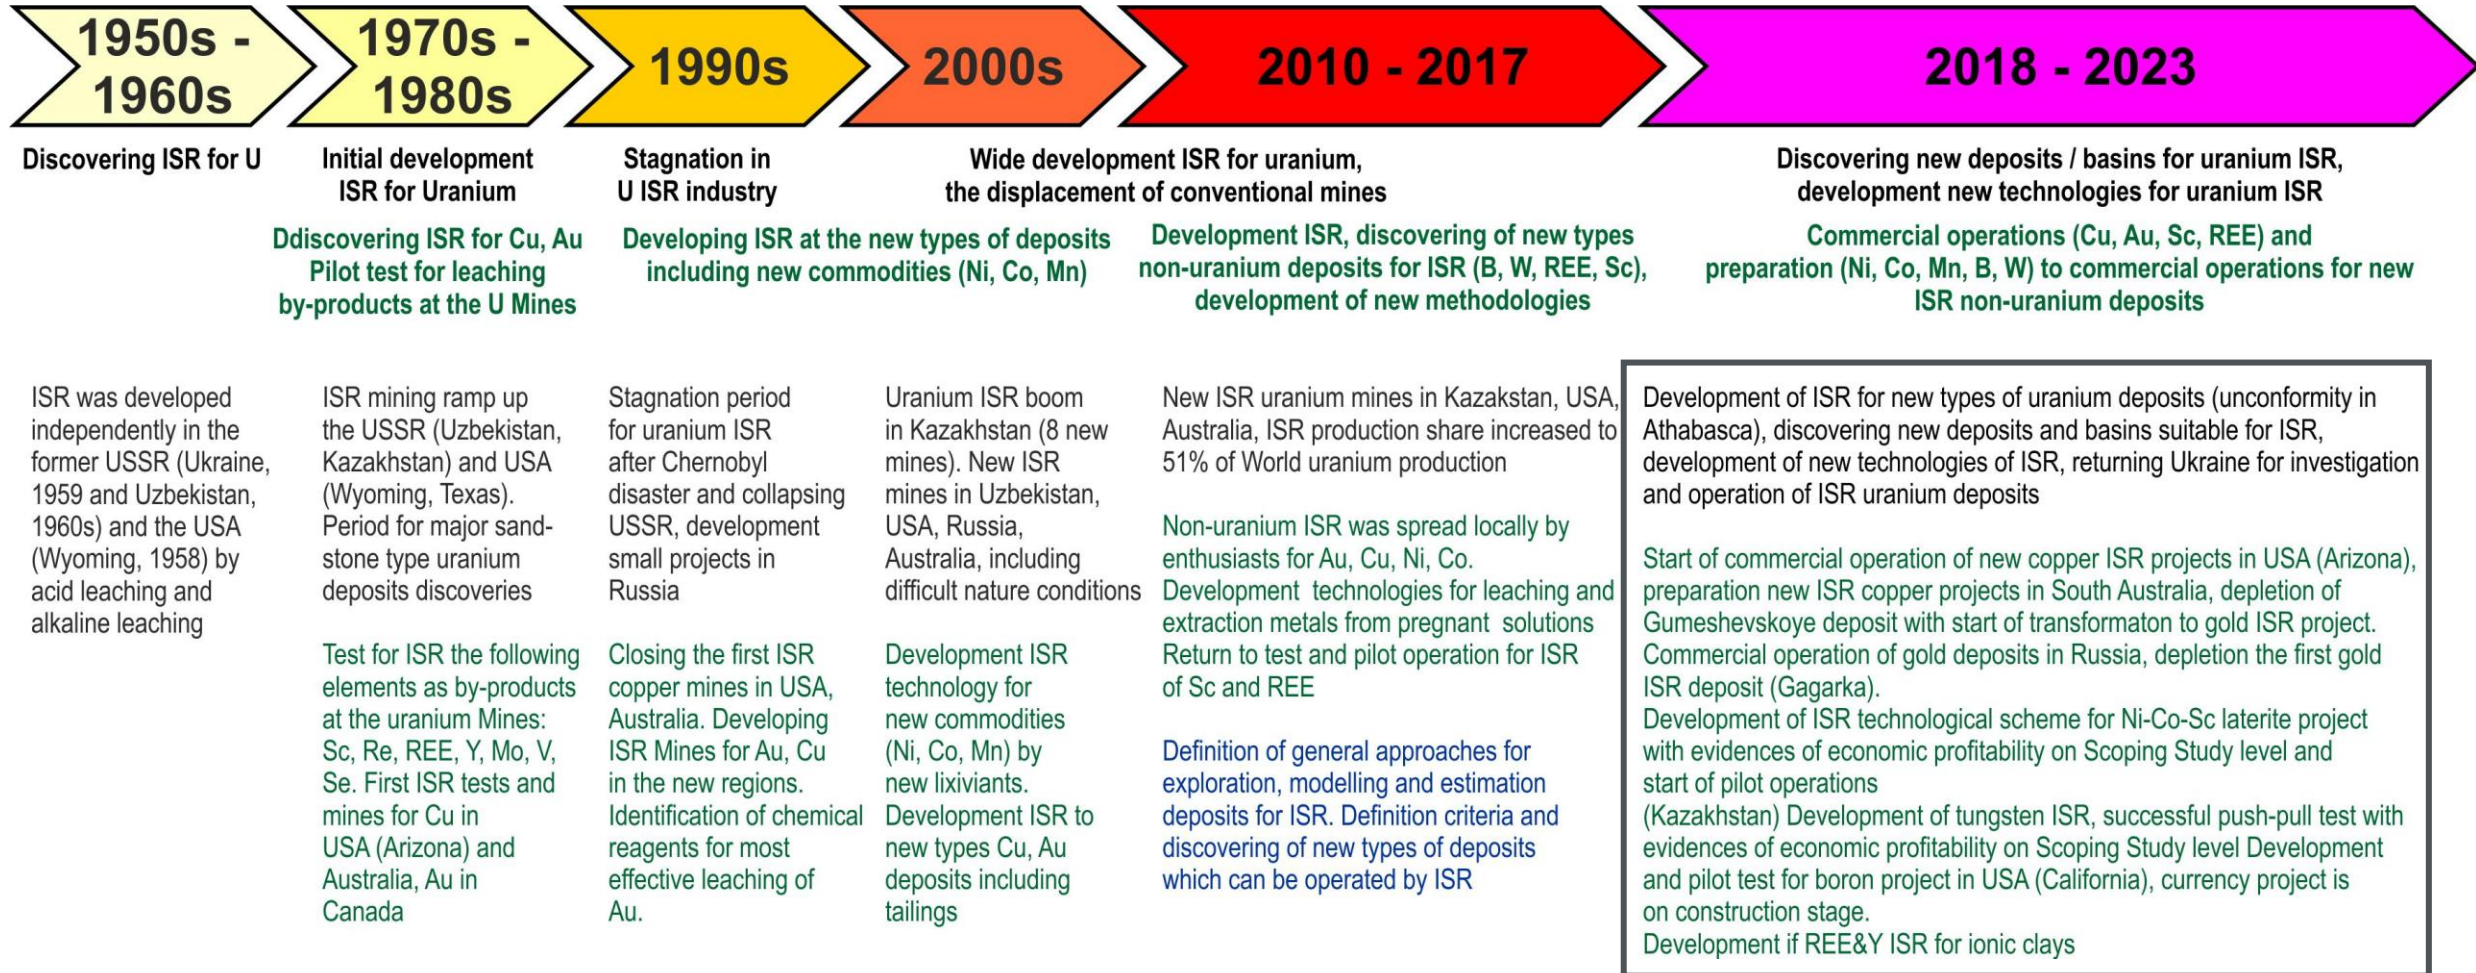 1950s -
1960s
1970s -
1980s
1990s
2000s
2010 - 2017
2018 - 2023
Discovering ISR for U
Initial development
ISR for Uranium
Stagnation in
U ISR industry
Wide development ISR for uranium,
the displacement of conventional mines
Discovering new deposits / basins for uranium ISR,
development new technologies for uranium ISR
Ddiscovering ISR for Cu, Au
Pilot test for leaching
by-products at the U Mines
Developing ISR at the new types of deposits
including new commodities (Ni, Co, Mn)
Development ISR, discovering of new types
non-uranium deposits for ISR (B, W, REE, Sc),
development of new methodologies
Commercial operations (Cu, Au, Sc, REE) and
preparation (Ni, Co, Mn, B, W) to commercial operations for new
ISR non-uranium deposits
ISR was developed
independently in the
former USSR (Ukraine,
1959 and Uzbekistan,
1960s) and the USA
(Wyoming, 1958) by
acid leaching and
alkaline leaching
ISR mining ramp up
the USSR (Uzbekistan,
Kazakhstan) and USA
(Wyoming, Texas).
Period for major sand-
stone type uranium
deposits discoveries
Test for ISR the following
elements as by-products
at the uranium Mines:
Sc, Re, REE, Y, Mo, V,
Se. First ISR tests and
mines for Cu in
USA (Arizona) and
Australia, Au in
Canada
Stagnation period
for uranium ISR
after Chernobyl
disaster and collapsing
USSR, development
small projects in
Russia
Closing the first ISR
copper mines in USA,
Australia. Developing
ISR Mines for Au, Cu
in the new regions.
Identification of chemical
reagents for most
effective leaching of
Au.
Uranium ISR boom
in Kazakhstan (8 new
mines). New ISR
mines in Uzbekistan,
USA, Russia,
Australia, including
difficult nature conditions
Development ISR
technology for
new commodities
(Ni, Co, Mn) by
new lixiviants.
Development ISR to
new types Cu, Au
deposits including
tailings
New ISR uranium mines in Kazakstan, USA,
Australia, ISR production share increased to
51% of World uranium production
Non-uranium ISR was spread locally by
enthusiasts for Au, Cu, Ni, Co.
Development technologies for leaching and
extraction metals from pregnant solutions
Return to test and pilot operation for ISR
of Sc and REE
Definition of general approaches for
exploration, modelling and estimation
deposits for ISR. Definition criteria and
discovering of new types of deposits
which can be operated by ISR
Development of ISR for new types of uranium deposits (unconformity in
Athabasca), discovering new deposits and basins suitable for ISR,
development of new technologies of ISR, returning Ukraine for investigation
and operation of ISR uranium deposits
Start of commercial operation of new copper ISR projects in USA (Arizona),
preparation new ISR copper projects in South Australia, depletion of
Gumeshevskoye deposit with start of transformaton to gold ISR project.
Commercial operation of gold deposits in Russia, depletion the first gold
ISR deposit (Gagarka).
Development of ISR technological scheme for Ni-Co-Sc laterite project
with evidences of economic profitability on Scoping Study level and
start of pilot operations
(Kazakhstan) Development of tungsten ISR, successful push-pull test with
evidences of economic profitability on Scoping Study level Development
and pilot test for boron project in USA (California), currency project is
on construction stage.
Development if REE&Y ISR for ionic clays